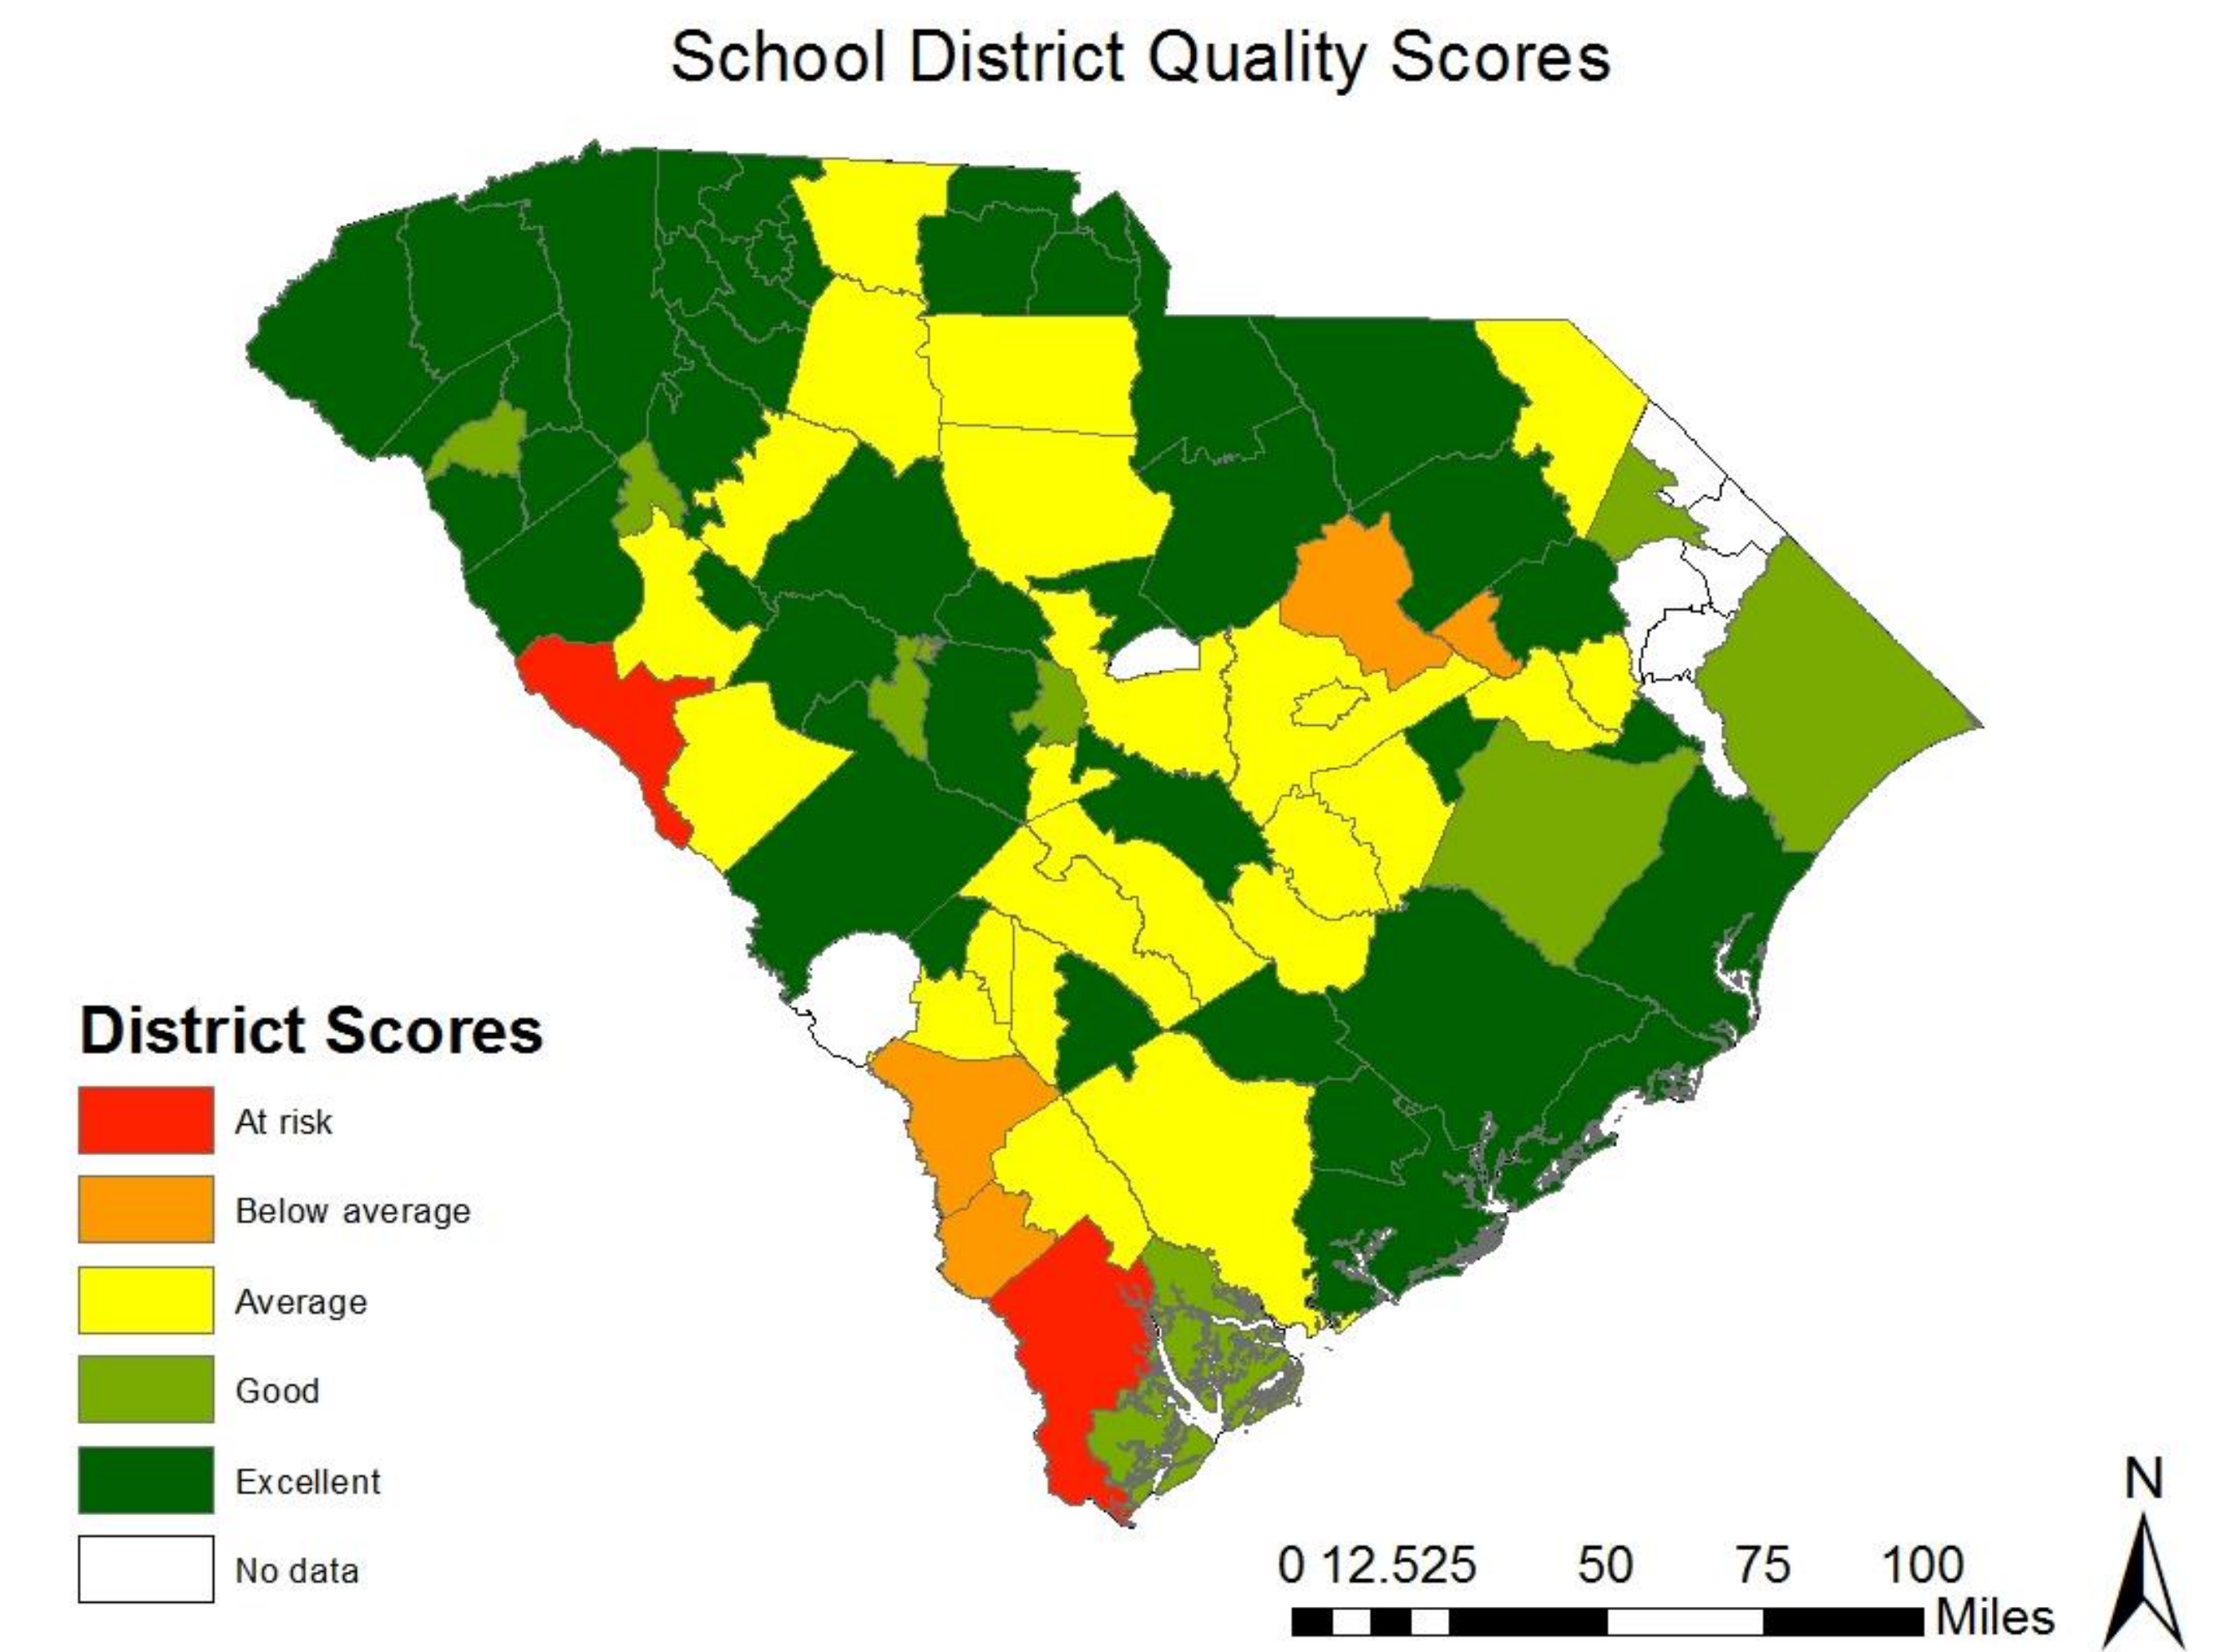 School District Quality Scores
District Scores
At risk
Below average
Average
Good
Excellent
No data
N
0 12.525 50 75 100
Miles